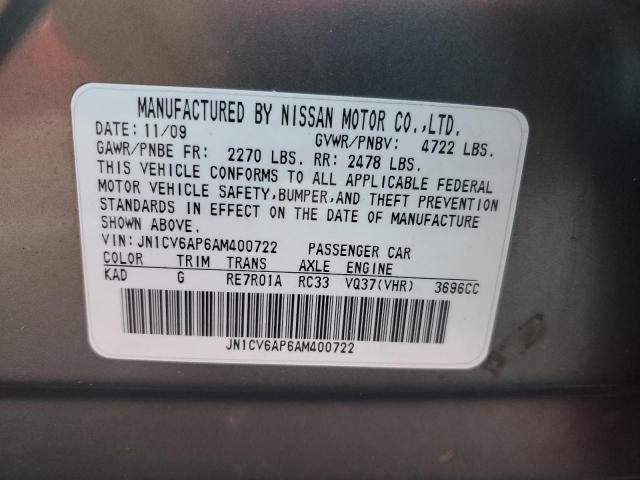 MANUFACTURED BY NISSAN MOTOR CO.,LTD.
DATE: 11/09 GVWR/PNBV: 4722 LBS.
GAWR/PNBE FR: 2270 LBS. RR: 2478 LBS.
THIS VEHICLE CONFORMS TO ALL APPLICABLE FEDERAL
MOTOR VEHICLE SAFETY,BUMPER,AND THEFT PREVENTION
STANDARDS IN EFFECT ON THE DATE OF MANUFACTURE
SHOWN ABOVE.
VIN: JN1CV6AP6AM400722 PASSENGER CAR
COLOR TRIM TRANS AXLE ENGINE
KAD G RE7R01A RC33 VQ37(VHR) 3696CC
JN1CV6AP6AM400722